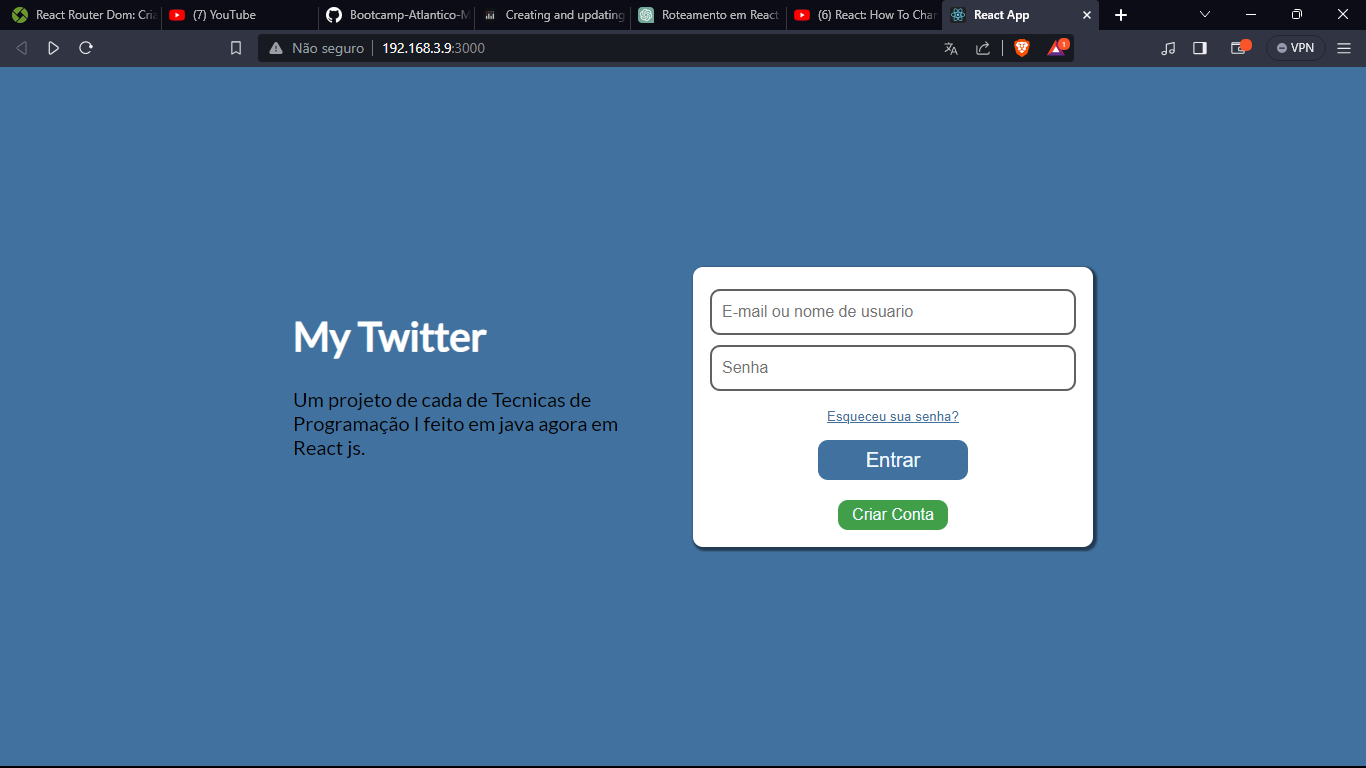 React Router Dom: Cria
(7) YouTube
Bootcamp-Atlantico-M
Creating and updating
Roteamento em React
(6) React: How To Char
React App
Não seguro
192.168.3.9:3000
1
VPN
My Twitter
Um projeto de cada de Tecnicas de
Programação I feito em java agora em
React js.
E-mail ou nome de usuario
Senha
Esqueceu sua senha?
Entrar
Criar Conta